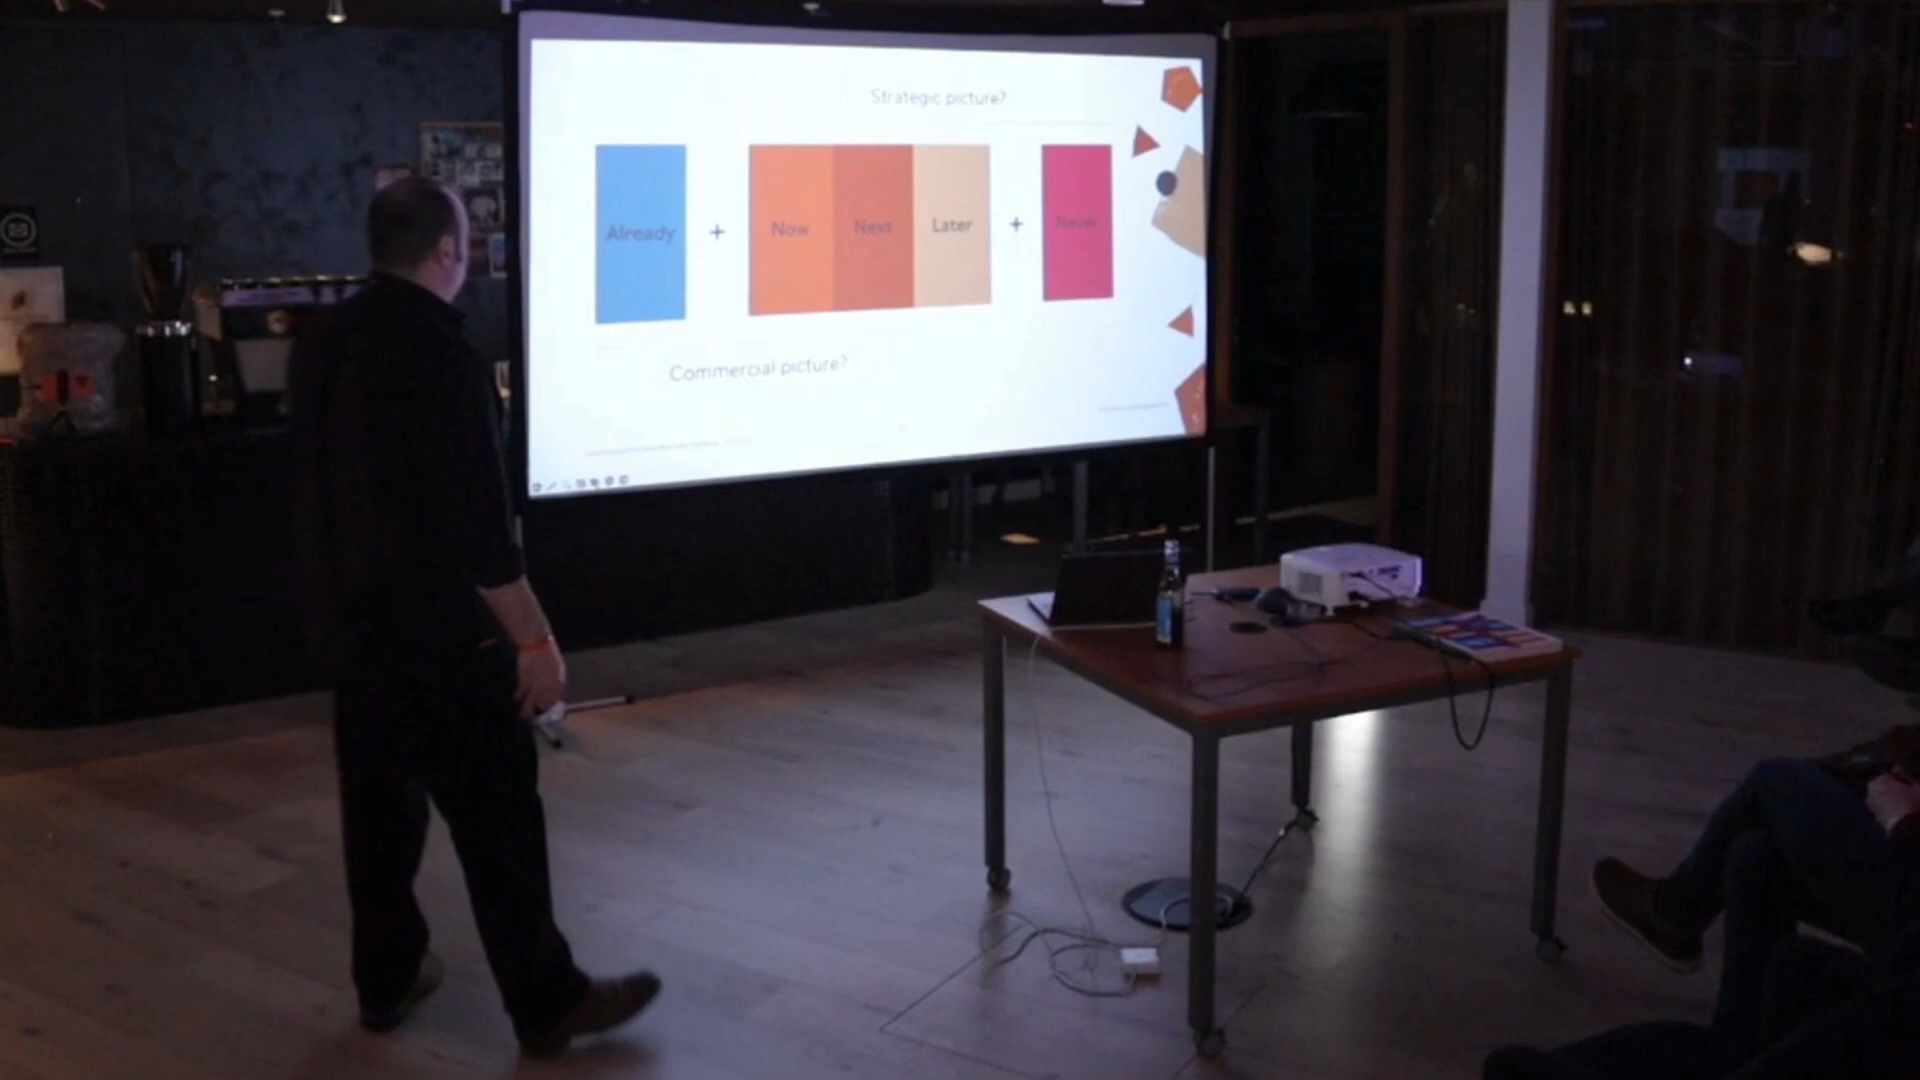 Strategic picture?
Already + Now Next Later + Never
Commercial picture?